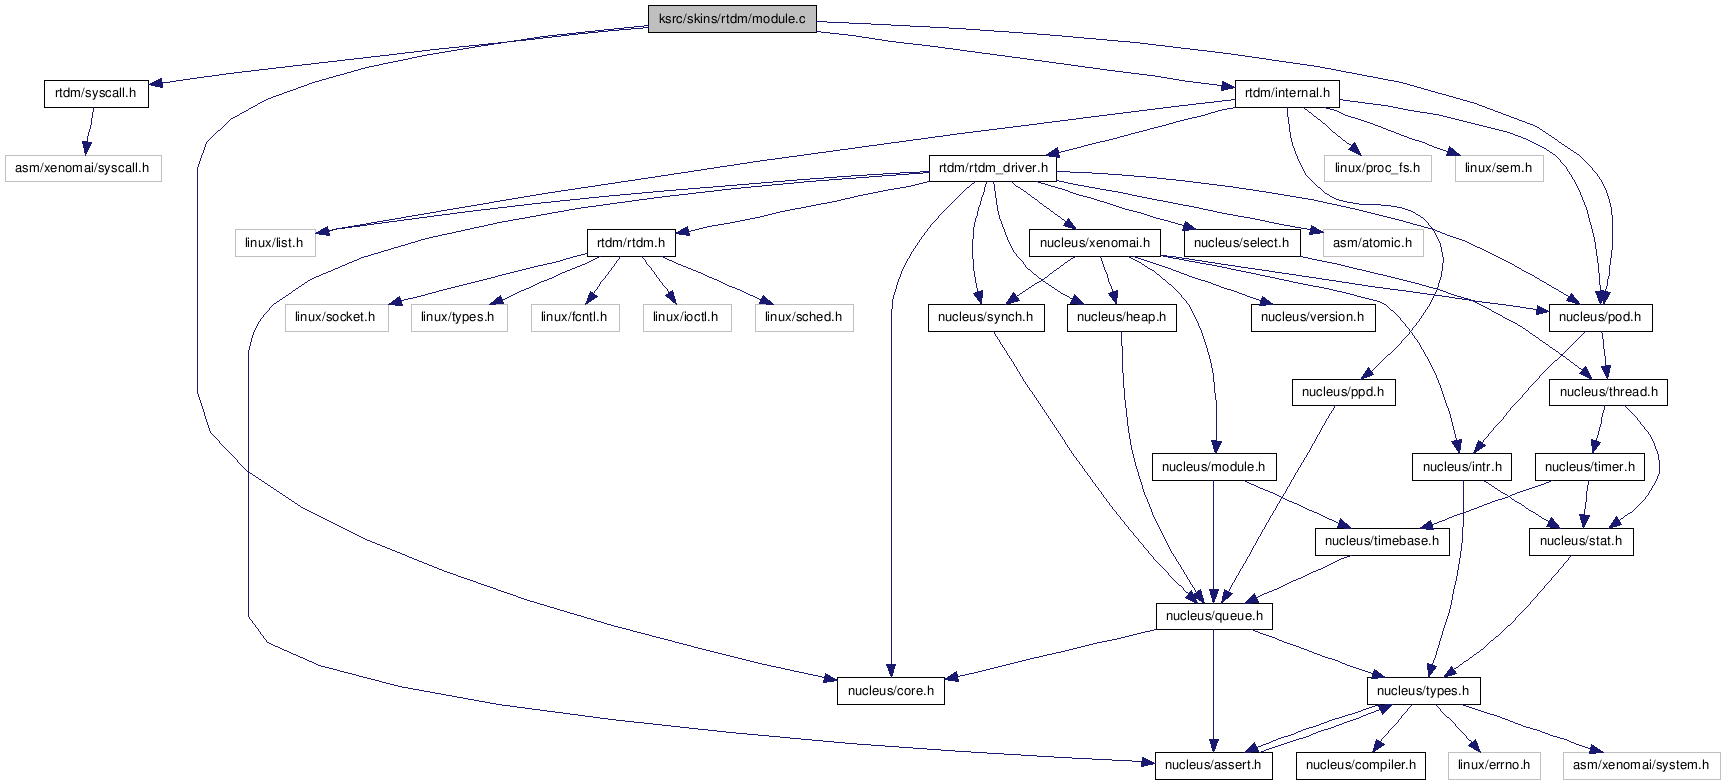 ksrc/skins/rtdm/module.c
rtdm/syscall.h
rtdm/internal.h
asm/xenomai/syscall.h
rtdm/rtdm_driver.h
linux/proc_fs.h
linux/sem.h
linux/list.h
rtdm/rtdm.h
nucleus/xenomai.h
nucleus/select.h
asm/atomic.h
linux/socket.h
linux/types.h
linux/fcntl.h
linux/ioctl.h
linux/sched.h
nucleus/synch.h
nucleus/heap.h
nucleus/version.h
nucleus/pod.h
nucleus/ppd.h
nucleus/thread.h
nucleus/module.h
nucleus/intr.h
nucleus/timer.h
nucleus/timebase.h
nucleus/stat.h
nucleus/queue.h
nucleus/core.h
nucleus/types.h
nucleus/assert.h
nucleus/compiler.h
linux/errno.h
asm/xenomai/system.h